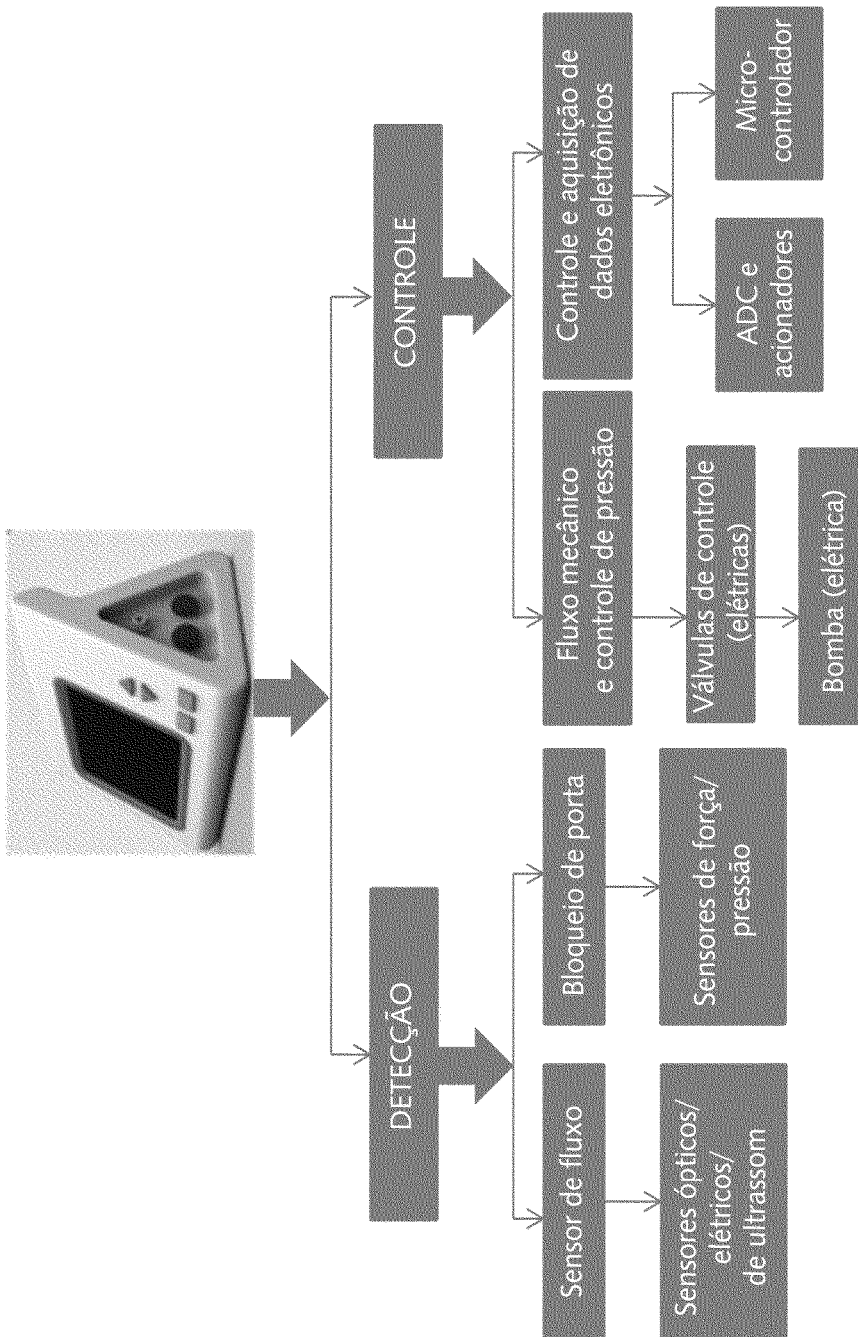 DETECÇÃO
CONTROLE
Sensor de fluxo
Bloqueio de porta
Fluxo mecânico
e controle de pressão
Controle e aquisição de
dados eletrônicos
Sensores ópticos/
elétricos/
de ultrassom
Sensores de força/
pressão
Válvulas de controle
(elétricas)
Bomba (elétrica)
ADC e
acionadores
Micro-
controlador